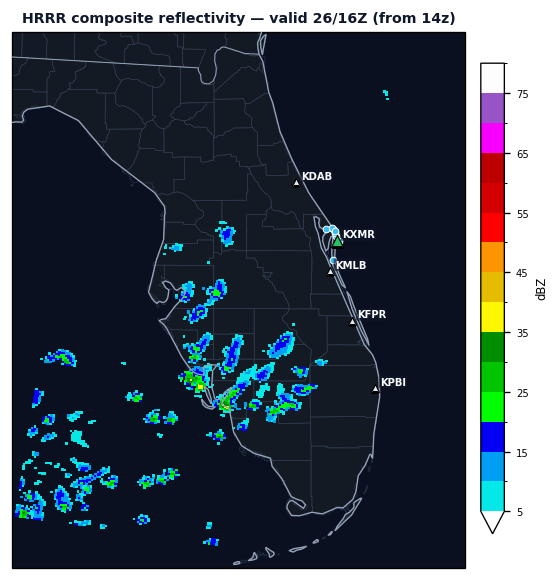 HRRR composite reflectivity — valid 26/16Z (from 14z)
KDAB
KXMR
KMLB
KFPR
KPBI
75
65
55
45
35
25
15
5
dBZ